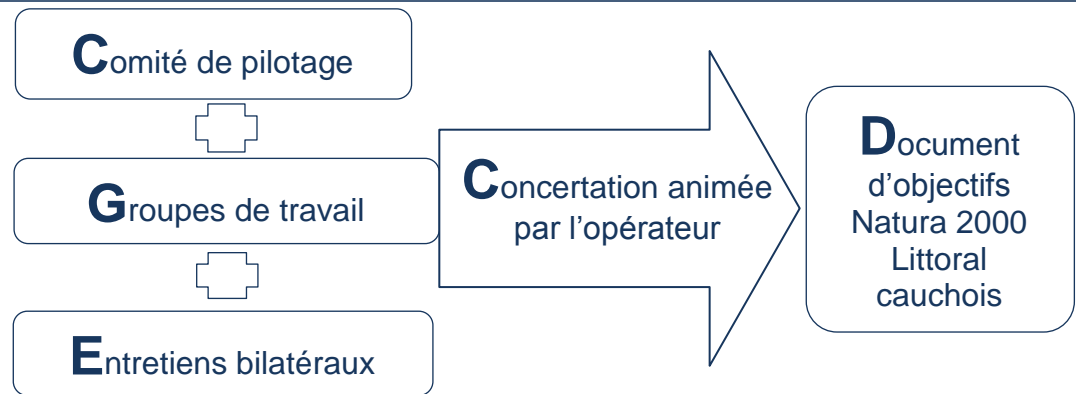 Comité de pilotage
Groupes de travail
Entretiens bilatéraux
Concertation animée
par l’opérateur
Document
d’objectifs
Natura 2000
Littoral
cauchois